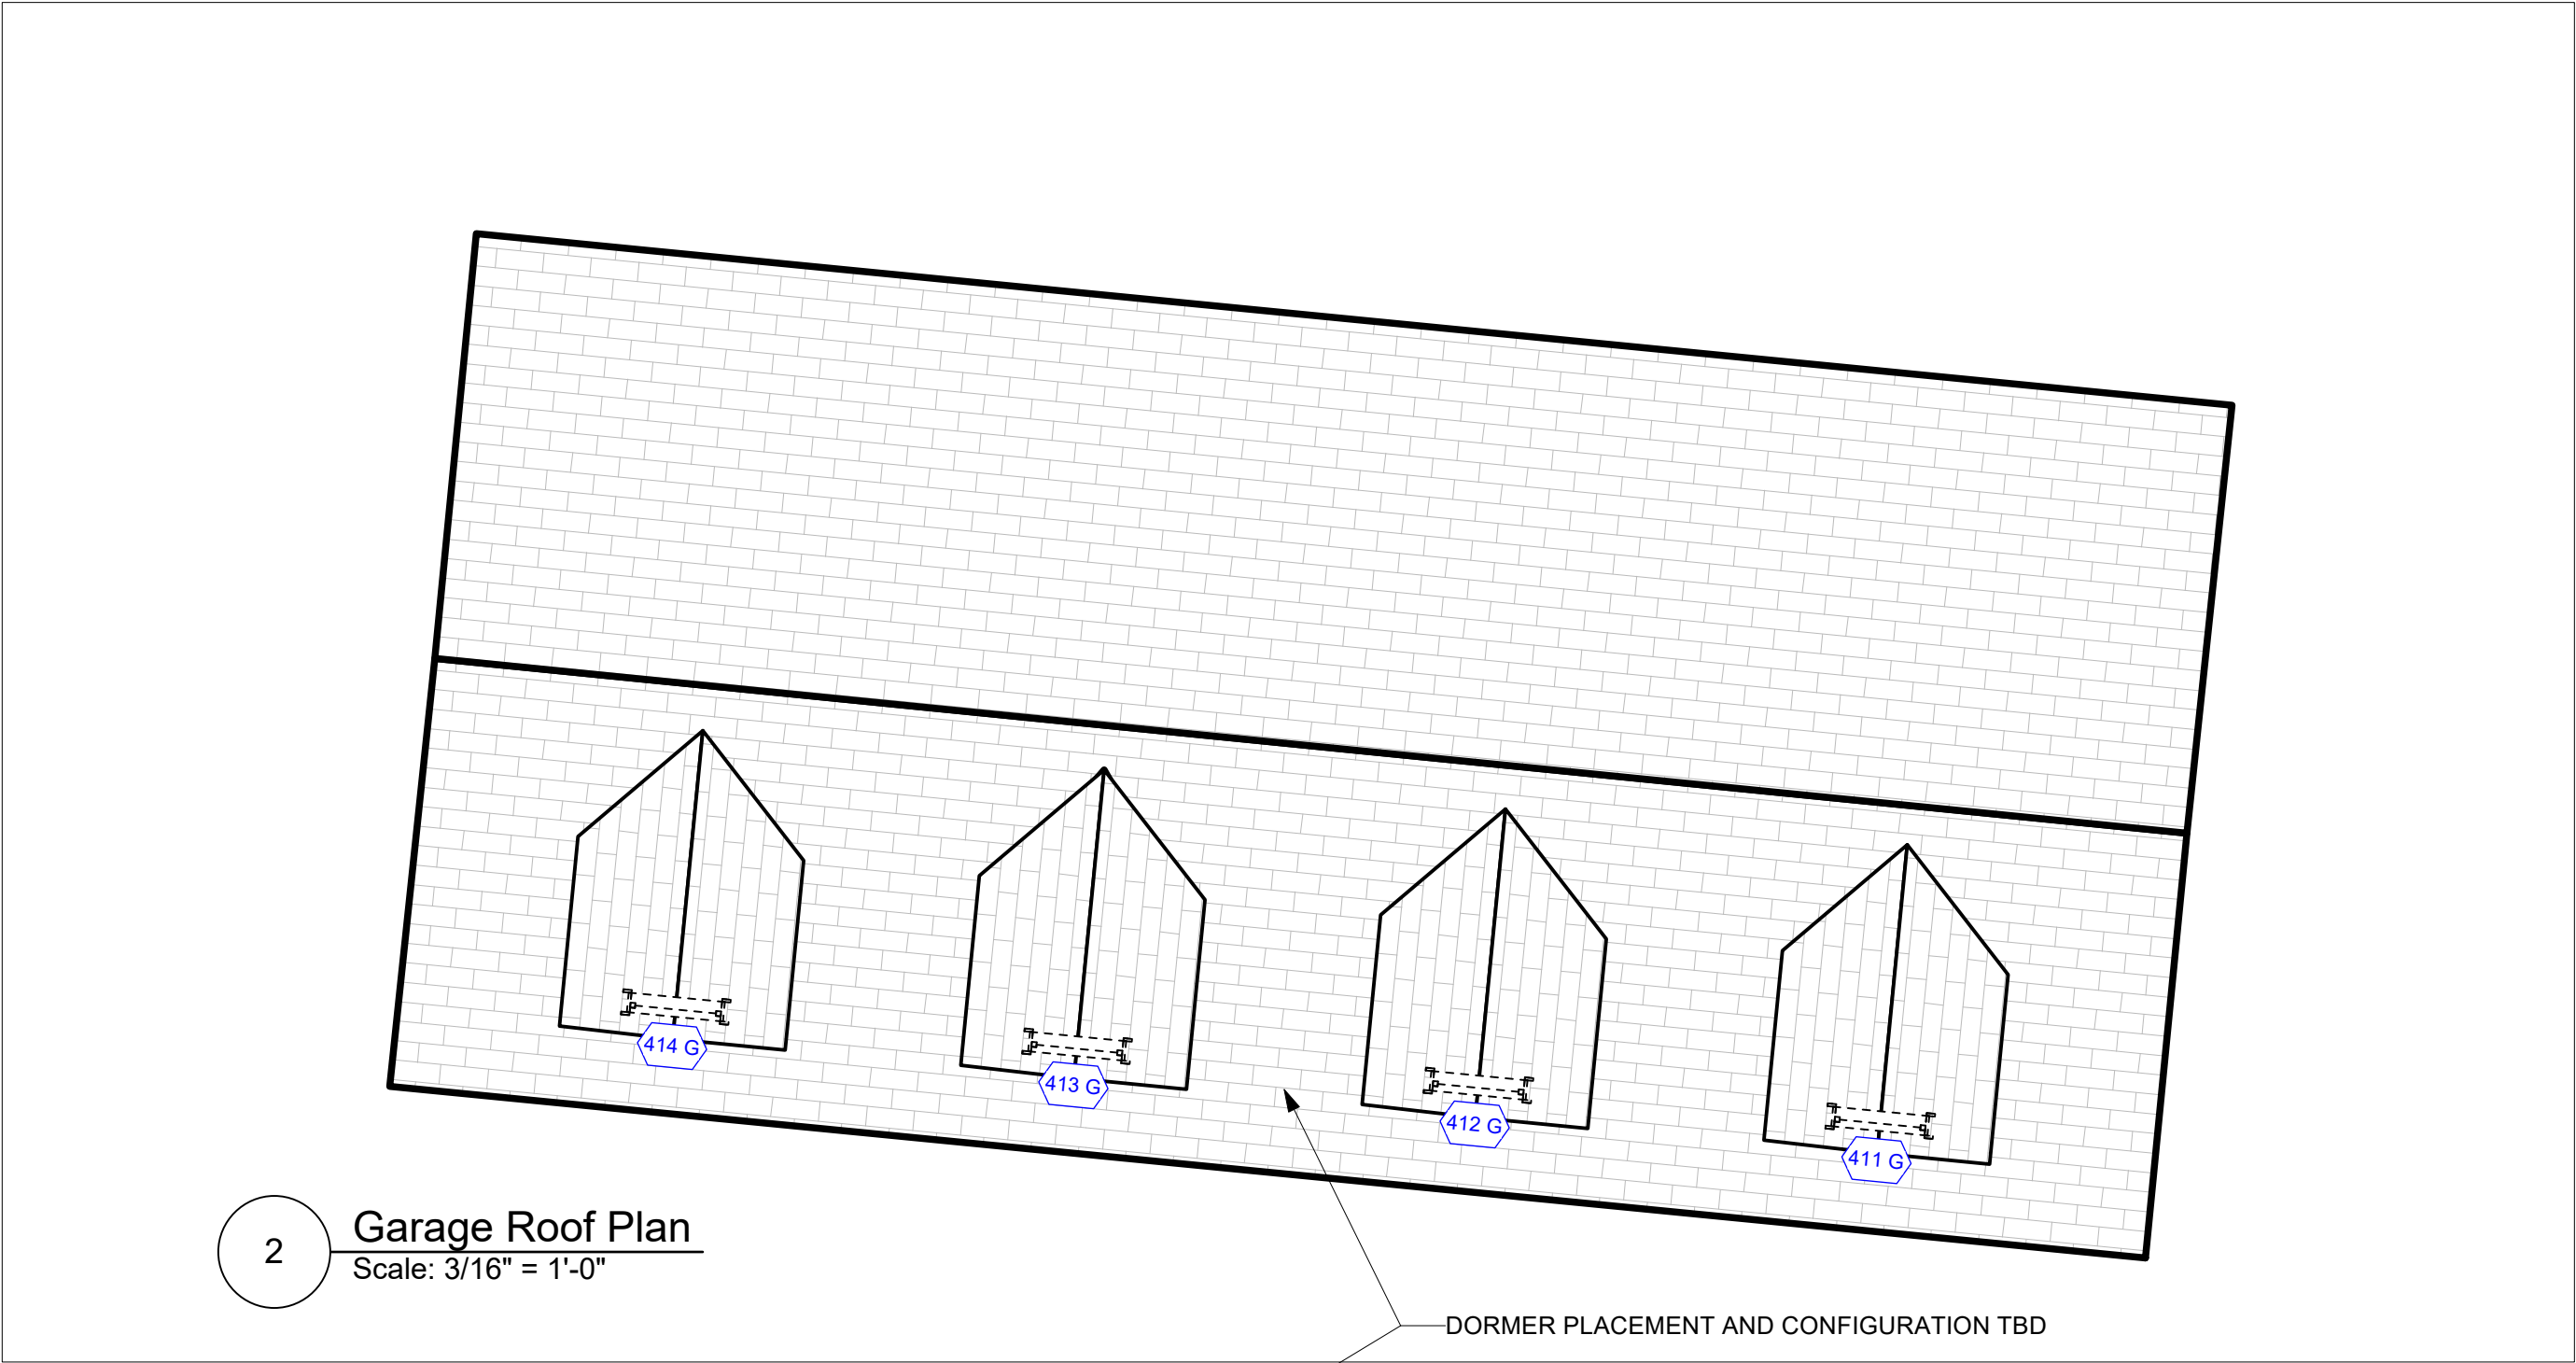 414 G
413 G
412 G
411 G
2
Garage Roof Plan
Scale: 3/16" = 1'-0"
DORMER PLACEMENT AND CONFIGURATION TBD